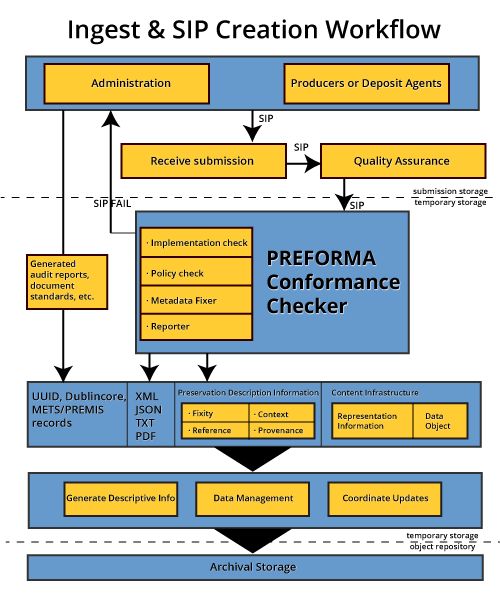 Ingest & SIP Creation Workflow
Administration
Producers or Deposit Agents
SIP
Receive submission
SIP
Quality Assurance
submission storage
temporary storage
SIP FAIL
SIP
· Implementation check
· Policy check
· Metadata Fixer
· Reporter
PREFORMA
Conformance
Checker
Generated
audit reports,
document
standards, etc.
UUID, Dublincore,
METS/PREMIS
records
XML
JSON
TXT
PDF
Preservation Description Information
· Fixity
· Context
· Reference
· Provenance
Content Infrastructure
Representation
Information
Data
Object
Generate Descriptive Info
Data Management
Coordinate Updates
temporary storage
object repository
Archival Storage